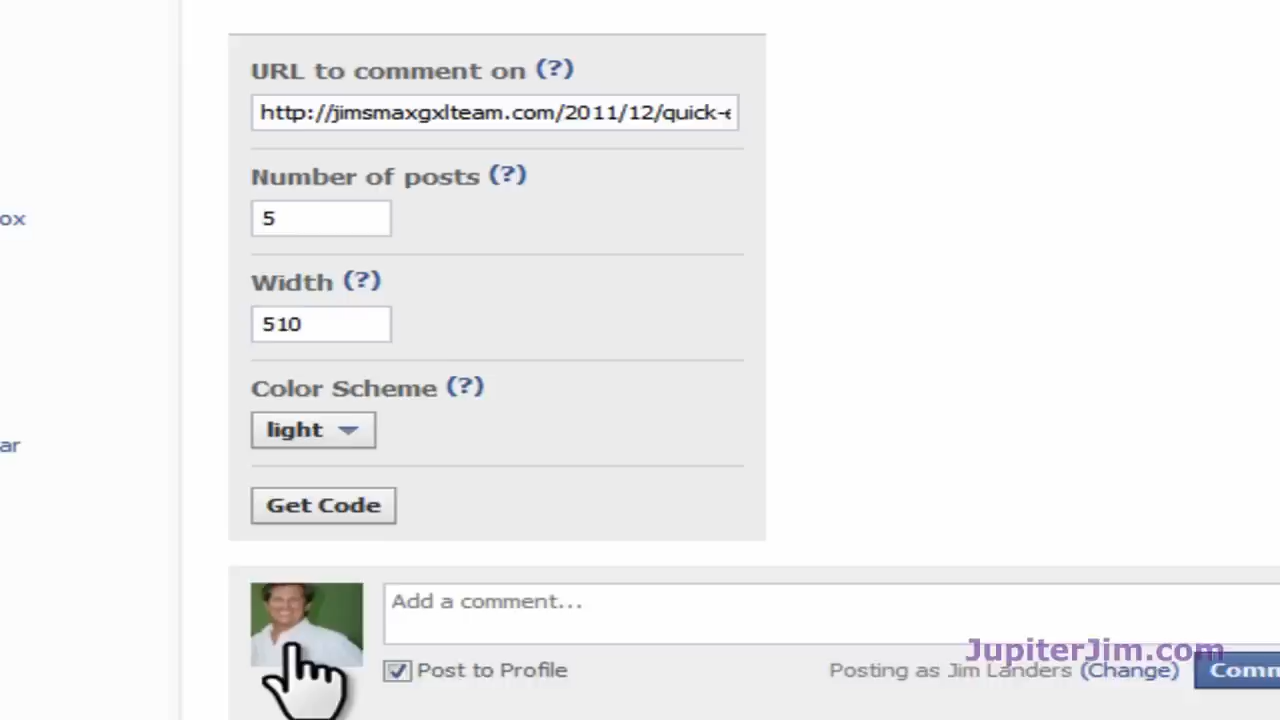 URL to comment on (?)
http://jimsmaxgxlteam.com/2011/12/quick-e
Number of posts (?)
5
ox
Width (?)
510
Color Scheme (?)
light
ar
Get Code
Add a comment...
JupiterJim.com
Post to Profile
Posting as Jim Landers (Change)
Comm